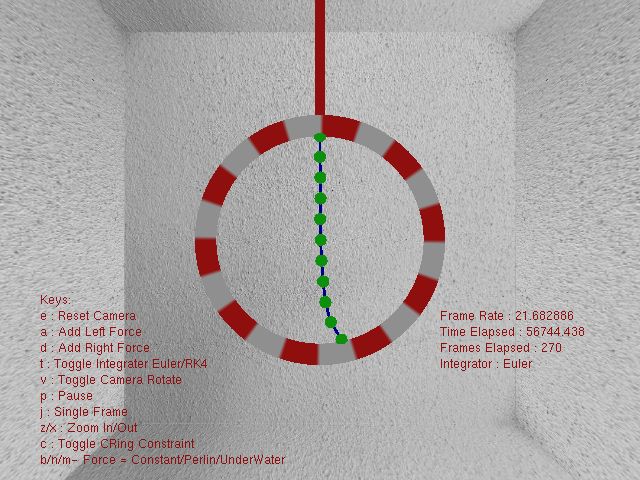 Keys:
e : Reset Camera
a : Add Left Force
d : Add Right Force
t : Toggle Integrater Euler/RK4
v : Toggle Camera Rotate
p : Pause
j : Single Frame
z/x : Zoom In/Out
c : Toggle CRing Constraint
b/n/m- Force = Constant/Perlin/UnderWater
Frame Rate : 21.682886
Time Elapsed : 56744.438
Frames Elapsed : 270
Integrator : Euler